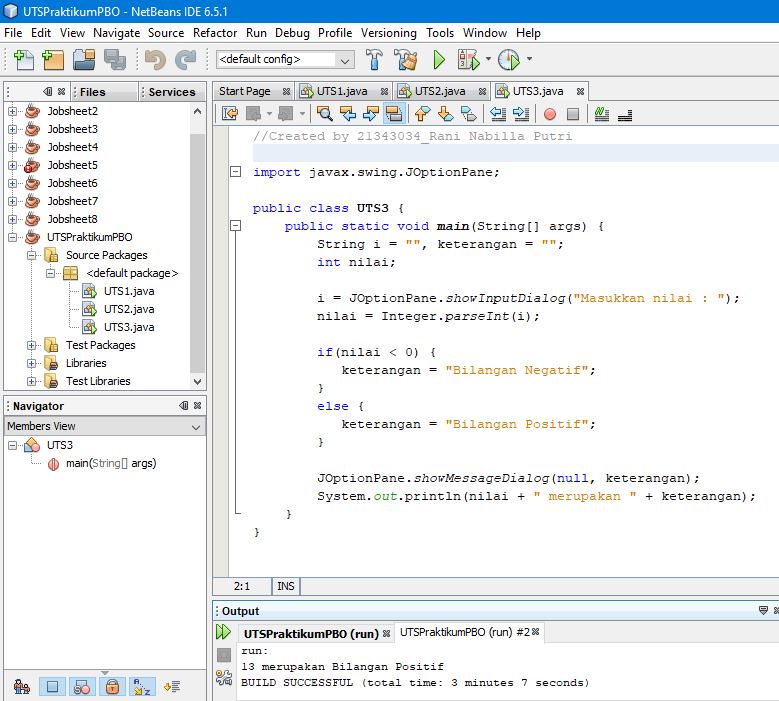 UTSPraktikumPBO - NetBeans IDE 6.5.1
File Edit View Navigate Source Refactor Run Debug Profile Versioning Tools Window Help
<default config>
Files
Services
Jobsheet2
Jobsheet3
Jobsheet4
Jobsheet5
Jobsheet6
Jobsheet7
Jobsheet8
UTSPraktikumPBO
Source Packages
<default package>
UTS1.java
UTS2.java
UTS3.java
Test Packages
Libraries
Test Libraries
Navigator
Members View
UTS3
main(String[] args)
Start Page UTS1.java UTS2.java UTS3.java
//Created by 21343034_Rani Nabilla Putri
import javax.swing.JOptionPane;
public class UTS3 {
public static void main(String[] args) {
String i = "", keterangan = "";
int nilai;
i = JOptionPane.showInputDialog("Masukkan nilai : ");
nilai = Integer.parseInt(i);
if(nilai < 0) {
keterangan = "Bilangan Negatif";
}
else {
keterangan = "Bilangan Positif";
}
JOptionPane.showMessageDialog(null, keterangan);
System.out.println(nilai + " merupakan " + keterangan);
}
}
2:1 INS
Output
UTSPraktikumPBO (run) UTSPraktikumPBO (run) #2
run:
13 merupakan Bilangan Positif
BUILD SUCCESSFUL (total time: 3 minutes 7 seconds)